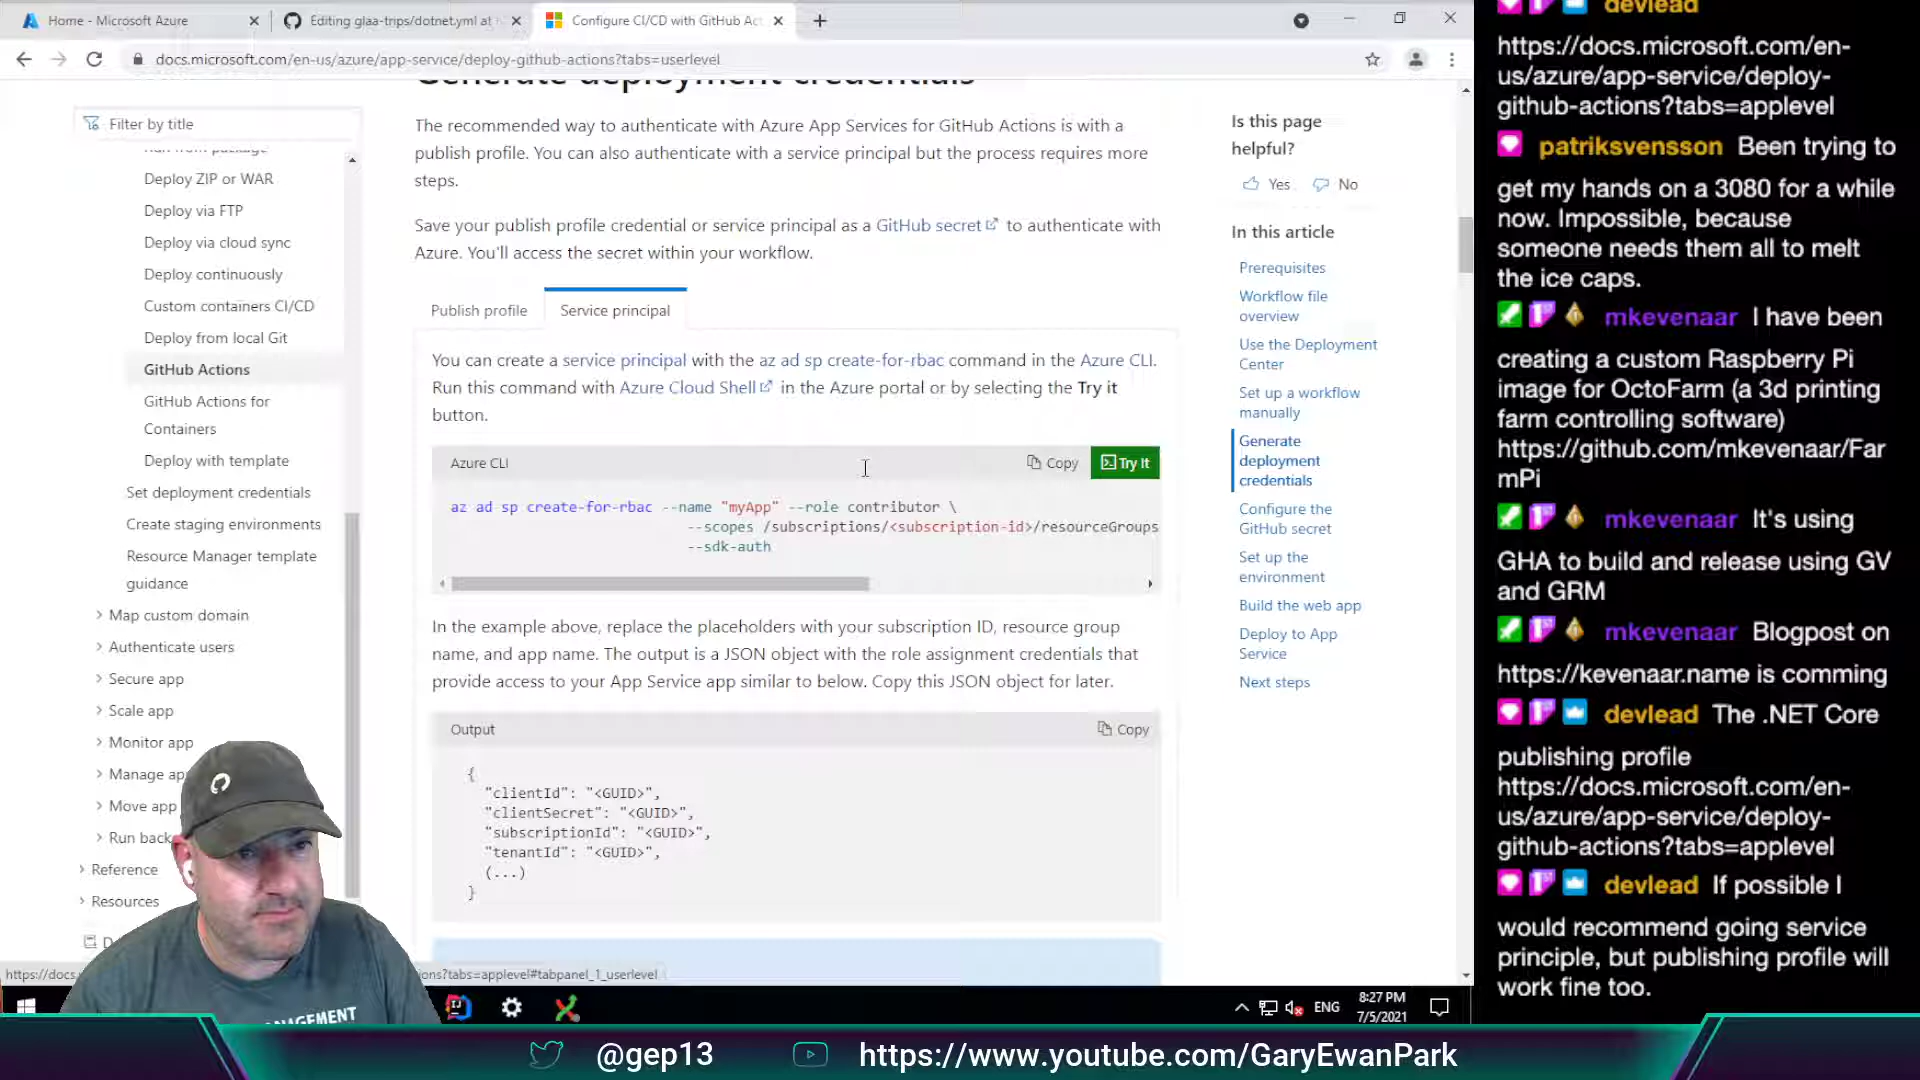 Home - Microsoft Azure
Editing glaa-trips/dotnet.yml at
Configure CI/CD with GitHub Act
docs.microsoft.com/en-us/azure/app-service/deploy-github-actions?tabs=userlevel
Filter by title
Run from package
Deploy ZIP or WAR
Deploy via FTP
Deploy via cloud sync
Deploy continuously
Custom containers CI/CD
Deploy from local Git
GitHub Actions
GitHub Actions for
Containers
Deploy with template
Set deployment credentials
Create staging environments
Resource Manager template
guidance
Map custom domain
Authenticate users
Secure app
Scale app
Monitor app
Manage ap
Move app
Run back
Reference
Resources
Generate deployment credentials
The recommended way to authenticate with Azure App Services for GitHub Actions is with a
publish profile. You can also authenticate with a service principal but the process requires more
steps.
Save your publish profile credential or service principal as a GitHub secret to authenticate with
Azure. You'll access the secret within your workflow.
Publish profile
Service principal
You can create a service principal with the az ad sp create-for-rbac command in the Azure CLI.
Run this command with Azure Cloud Shell in the Azure portal or by selecting the Try it
button.
Azure CLI
Copy
Try It
az ad sp create-for-rbac --name "myApp" --role contributor \
--scopes /subscriptions/<subscription-id>/resourceGroups
--sdk-auth
In the example above, replace the placeholders with your subscription ID, resource group
name, and app name. The output is a JSON object with the role assignment credentials that
provide access to your App Service app similar to below. Copy this JSON object for later.
Output
Copy
{
"clientId": "<GUID>",
"clientSecret": "<GUID>",
"subscriptionId": "<GUID>",
"tenantId": "<GUID>",
(...)
}
Is this page
helpful?
Yes
No
In this article
Prerequisites
Workflow file
overview
Use the Deployment
Center
Set up a workflow
manually
Generate
deployment
credentials
Configure the
GitHub secret
Set up the
environment
Build the web app
Deploy to App
Service
Next steps
https://docs.
ons?tabs=applevel#tabpanel_1_userlevel
ENG
8:27 PM
7/5/2021
devlead
https://docs.microsoft.com/en-
us/azure/app-service/deploy-
github-actions?tabs=applevel
patriksvensson Been trying to
get my hands on a 3080 for a while
now. Impossible, because
someone needs them all to melt
the ice caps.
mkevenaar I have been
creating a custom Raspberry Pi
image for OctoFarm (a 3d printing
farm controlling software)
https://github.com/mkevenaar/Far
mPi
mkevenaar It's using
GHA to build and release using GV
and GRM
mkevenaar Blogpost on
https://kevenaar.name is comming
devlead The .NET Core
publishing profile
https://docs.microsoft.com/en-
us/azure/app-service/deploy-
github-actions?tabs=applevel
devlead If possible I
would recommend going service
principle, but publishing profile will
work fine too.
@gep13
https://www.youtube.com/GaryEwanPark